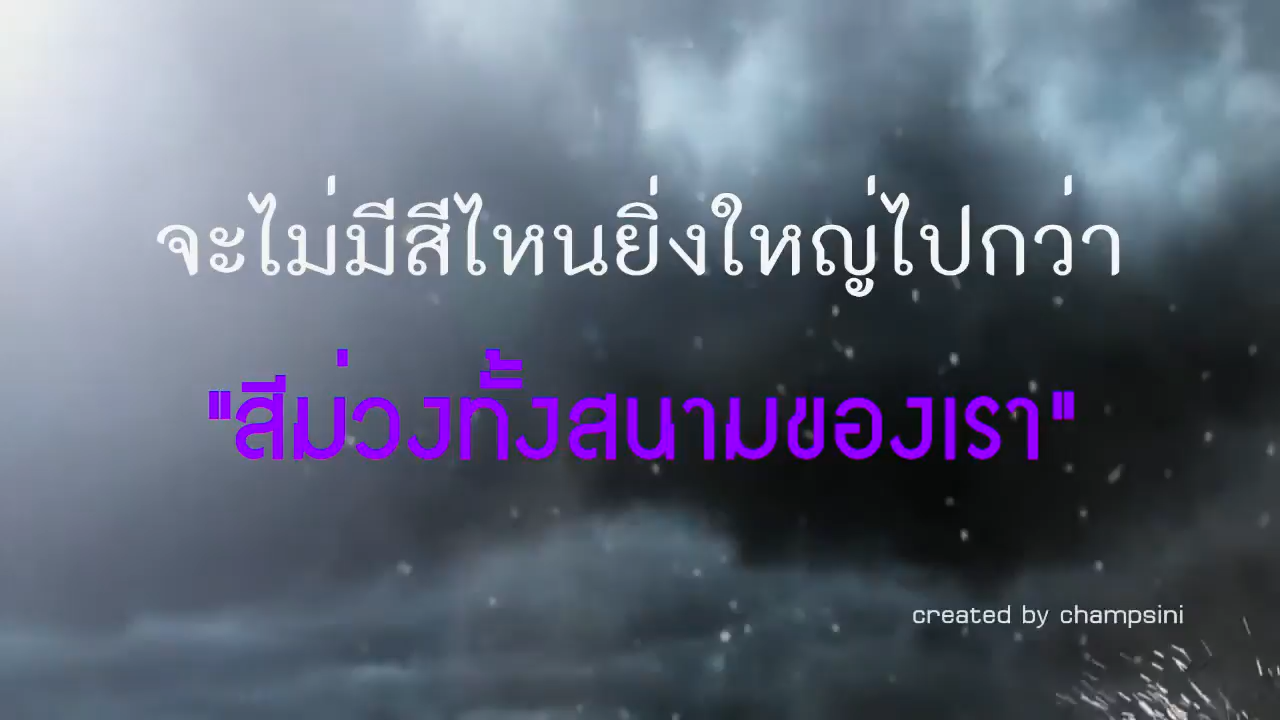 จะไม่มีสีไหนยิ่งใหญ่ไปกว่า
"สีม่วงทั้งสนามของเรา"
created by champsini